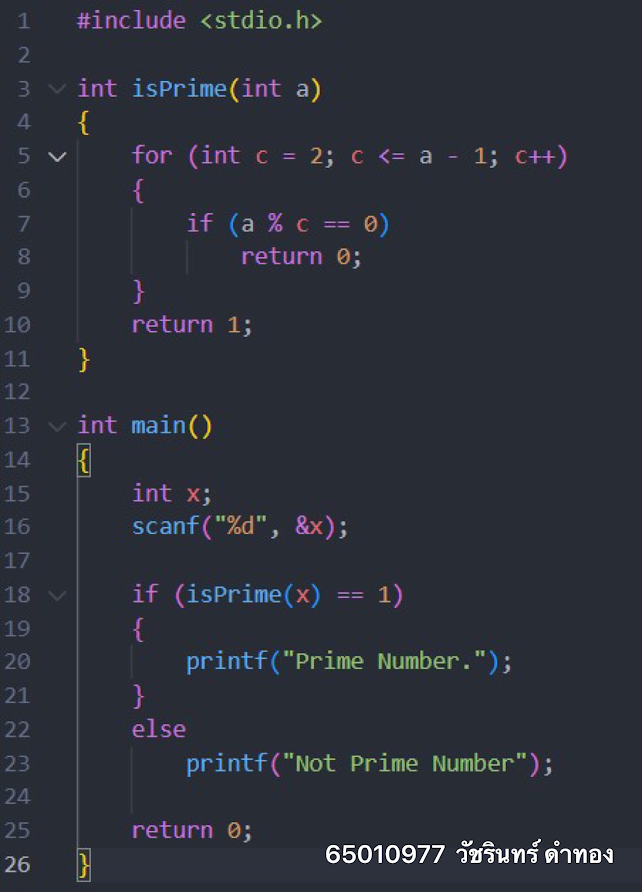 1 #include <stdio.h>
2
3 int isPrime(int a)
4 {
5 for (int c = 2; c <= a - 1; c++)
6 {
7 if (a % c == 0)
8 return 0;
9 }
10 return 1;
11 }
12
13 int main()
14 {
15 int x;
16 scanf("%d", &x);
17
18 if (isPrime(x) == 1)
19 {
20 printf("Prime Number.");
21 }
22 else
23 printf("Not Prime Number");
24
25 return 0;
26 }
65010977 วัชรินทร์ ดำทอง